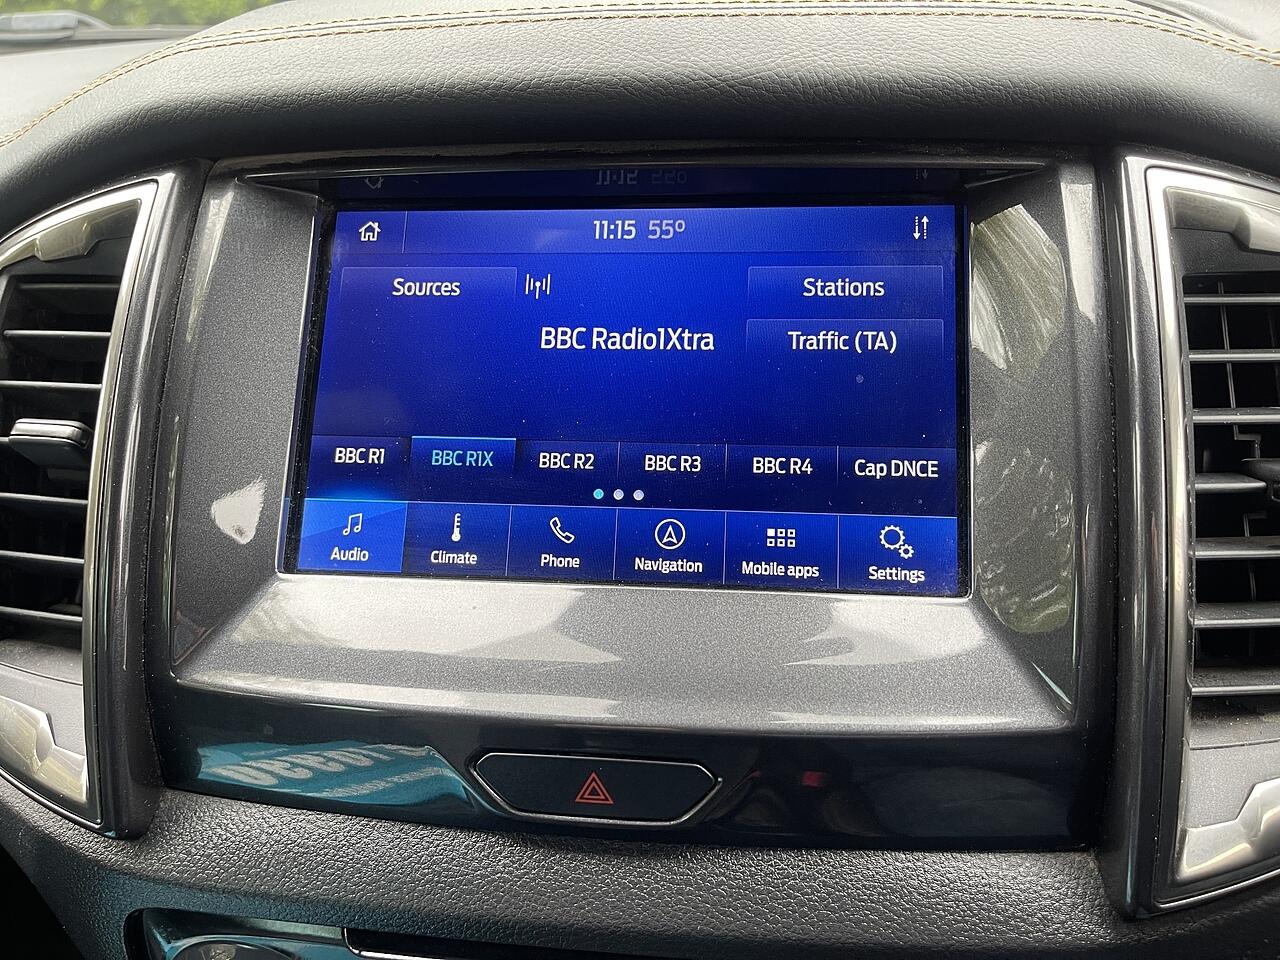 11:15 55º
Sources
Stations
BBC Radio1Xtra
Traffic (TA)
BBC R1
BBC R1X
BBC R2
BBC R3
BBC R4
Cap DNCE
Audio
Climate
Phone
Navigation
Mobile apps
Settings